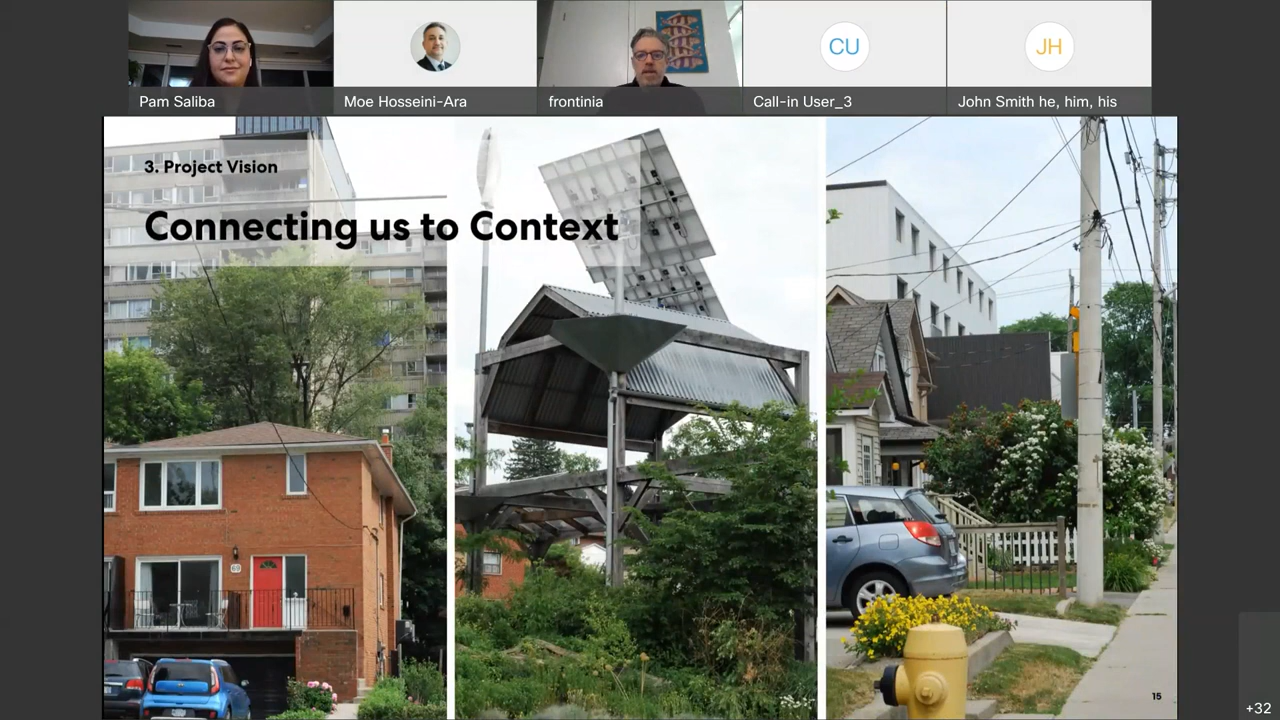 Pam Saliba
Moe Hosseini-Ara
frontinia
CU
Call-in User_3
JH
John Smith he, him, his
3. Project Vision
Connecting us to Context
69
15
+32